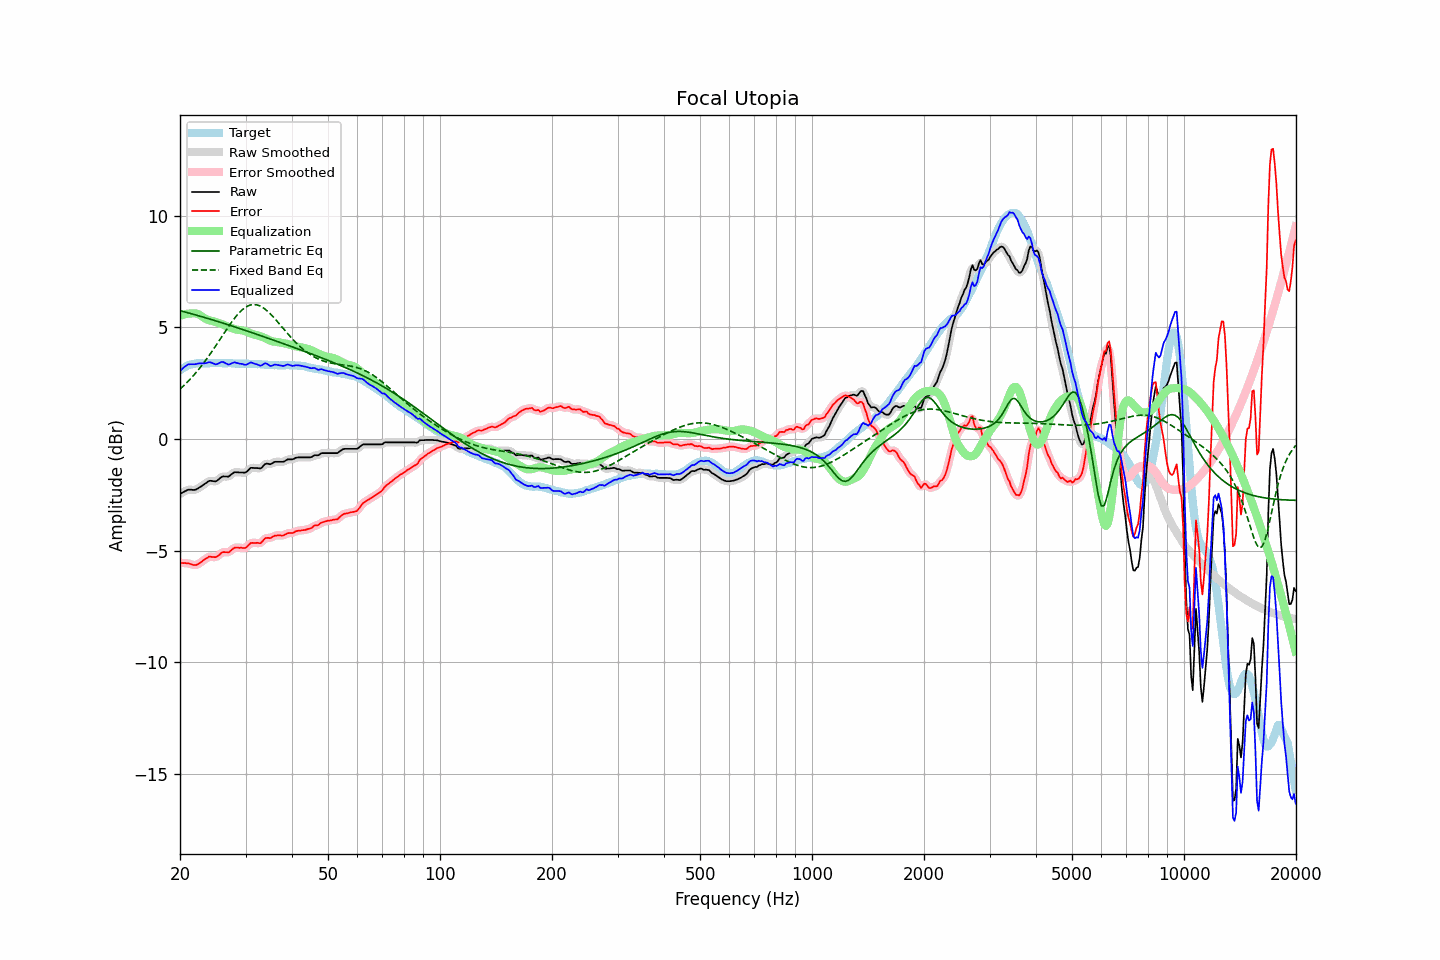 Focal Utopia
Target
Raw Smoothed
Error Smoothed
Raw
Error
Equalization
Parametric Eq
Fixed Band Eq
Equalized
Amplitude (dBr)
10
5
0
−5
−10
−15
20
50
100
200
500
1000
2000
5000
10000
20000
Frequency (Hz)